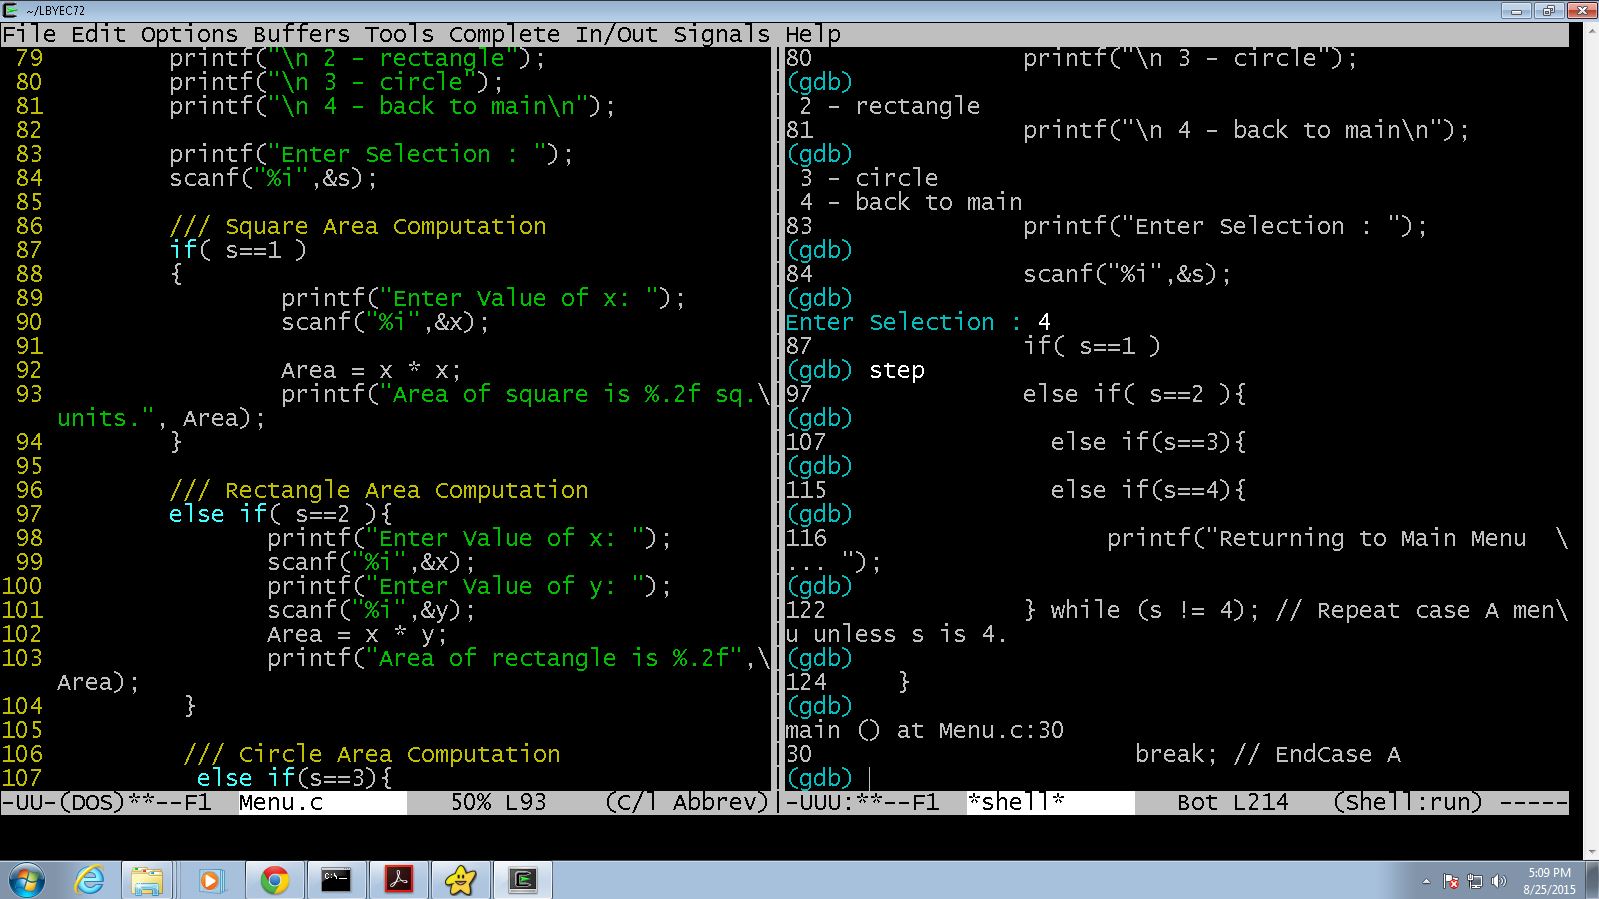 ~/LBYEC72
File Edit Options Buffers Tools Complete In/Out Signals Help
79 printf("\n 2 - rectangle");
80 printf("\n 3 - circle");
81 printf("\n 4 - back to main\n");
82
83 printf("Enter Selection : ");
84 scanf("%i",&s);
85
86 /// Square Area Computation
87 if( s==1 )
88 {
89 printf("Enter Value of x: ");
90 scanf("%i",&x);
91
92 Area = x * x;
93 printf("Area of square is %.2f sq.\
units.", Area);
94 }
95
96 /// Rectangle Area Computation
97 else if( s==2 ){
98 printf("Enter Value of x: ");
99 scanf("%i",&x);
100 printf("Enter Value of y: ");
101 scanf("%i",&y);
102 Area = x * y;
103 printf("Area of rectangle is %.2f",\
Area);
104 }
105
106 /// Circle Area Computation
107 else if(s==3){
-UU-(DOS)**--F1 Menu.c 50% L93 (C/l Abbrev)
80 printf("\n 3 - circle");
(gdb)
2 - rectangle
81 printf("\n 4 - back to main\n");
(gdb)
3 - circle
4 - back to main
83 printf("Enter Selection : ");
(gdb)
84 scanf("%i",&s);
(gdb)
Enter Selection : 4
87 if( s==1 )
(gdb) step
97 else if( s==2 ){
(gdb)
107 else if(s==3){
(gdb)
115 else if(s==4){
(gdb)
116 printf("Returning to Main Menu \
... ");
(gdb)
122 } while (s != 4); // Repeat case A men\
u unless s is 4.
(gdb)
124 }
(gdb)
main () at Menu.c:30
30 break; // EndCase A
(gdb)
-UUU:**--F1 *shell* Bot L214 (Shell:run) -----
C:\_
5:09 PM
8/25/2015